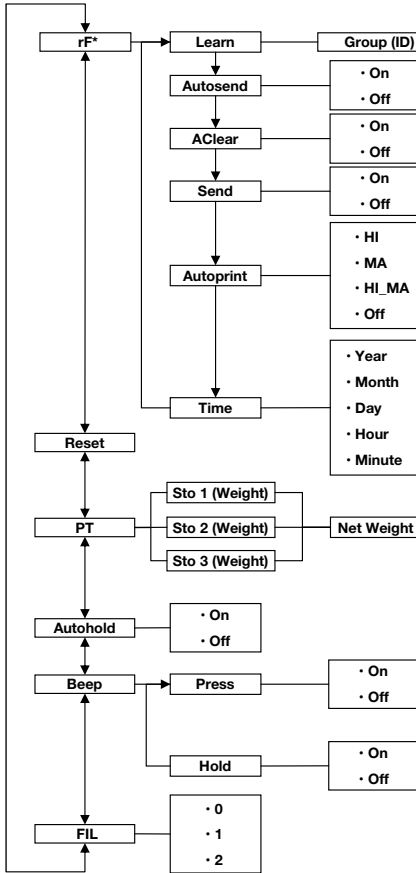 rF*
Learn
Group (ID)
Autosend
• On
• Off
AClear
• On
• Off
Send
• On
• Off
Autoprint
• HI
• MA
• HI_MA
• Off
Time
• Year
• Month
• Day
• Hour
• Minute
Reset
PT
Sto 1 (Weight)
Sto 2 (Weight)
Sto 3 (Weight)
Net Weight
Autohold
• On
• Off
Beep
Press
• On
• Off
Hold
• On
• Off
FIL
• 0
• 1
• 2